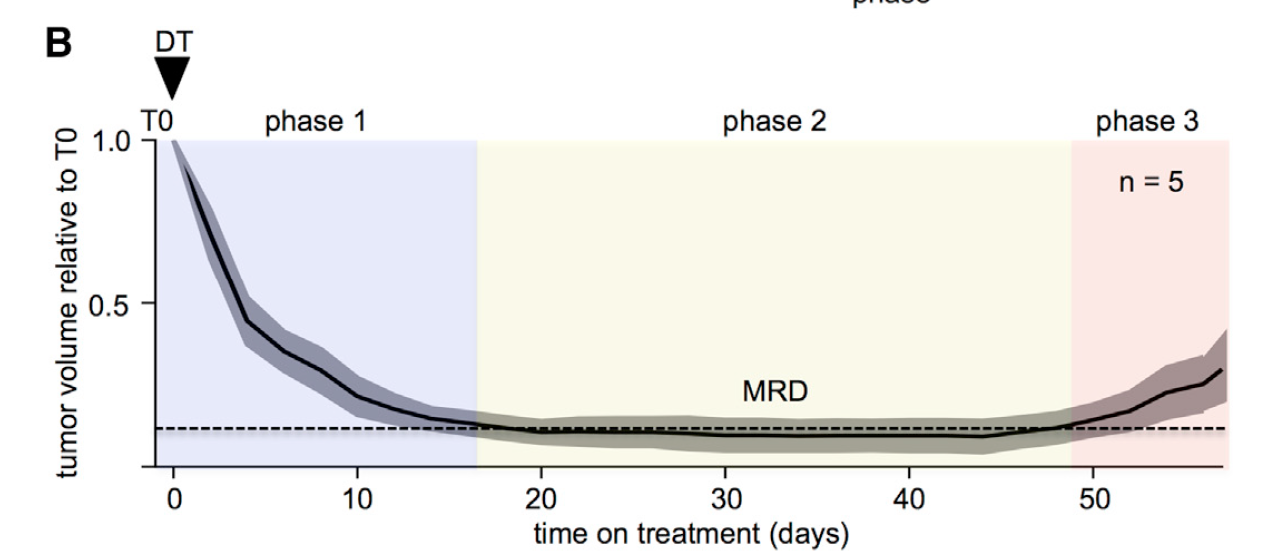 phase
B
DT
T0
phase 1
phase 2
phase 3
1.0
n = 5
0.5
MRD
tumor volume relative to T0
0
10
20
30
40
50
time on treatment (days)